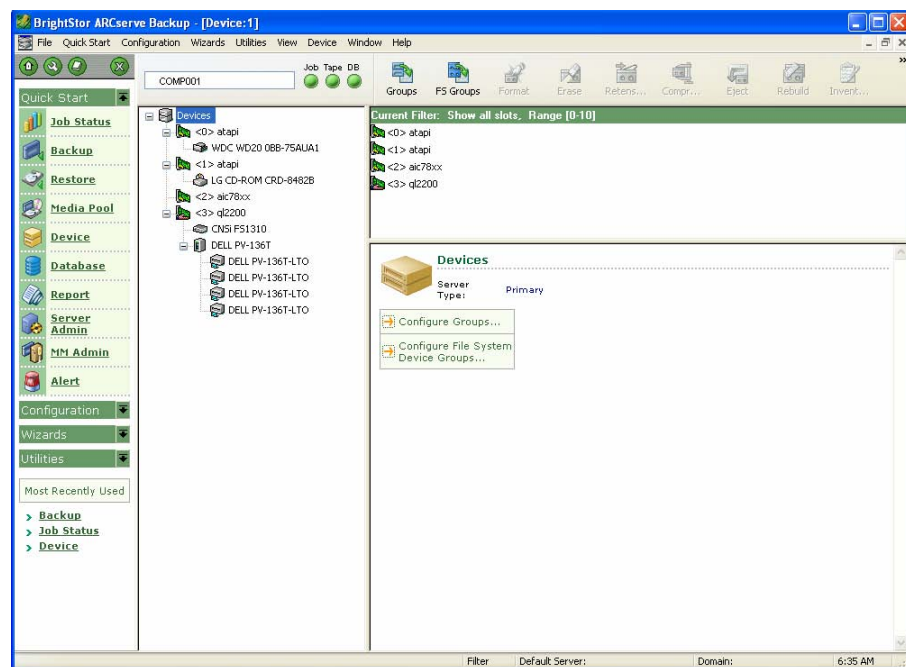 BrightStor ARCserve Backup - [Device:1]
File Quick Start Configuration Wizards Utilities View Device Window Help
COMP001
Job Tape DB
Groups FS Groups Format Erase Retens... Compr... Eject Rebuild Invent...
Quick Start
Job Status
Backup
Restore
Media Pool
Device
Database
Report
Server
Admin
MM Admin
Alert
Configuration
Wizards
Utilities
Most Recently Used
Backup
Job Status
Device
Devices
<0> atapi
WDC WD20 0BB-75AUA1
<1> atapi
LG CD-ROM CRD-8482B
<2> aic78xx
<3> ql2200
CNSi FS1310
DELL PV-136T
DELL PV-136T-LTO
DELL PV-136T-LTO
DELL PV-136T-LTO
DELL PV-136T-LTO
Current Filter: Show all slots, Range [0-10]
<0> atapi
<1> atapi
<2> aic78xx
<3> ql2200
Devices
Server
Type:
Primary
Configure Groups...
Configure File System
Device Groups...
Filter Default Server: Domain: 6:35 AM